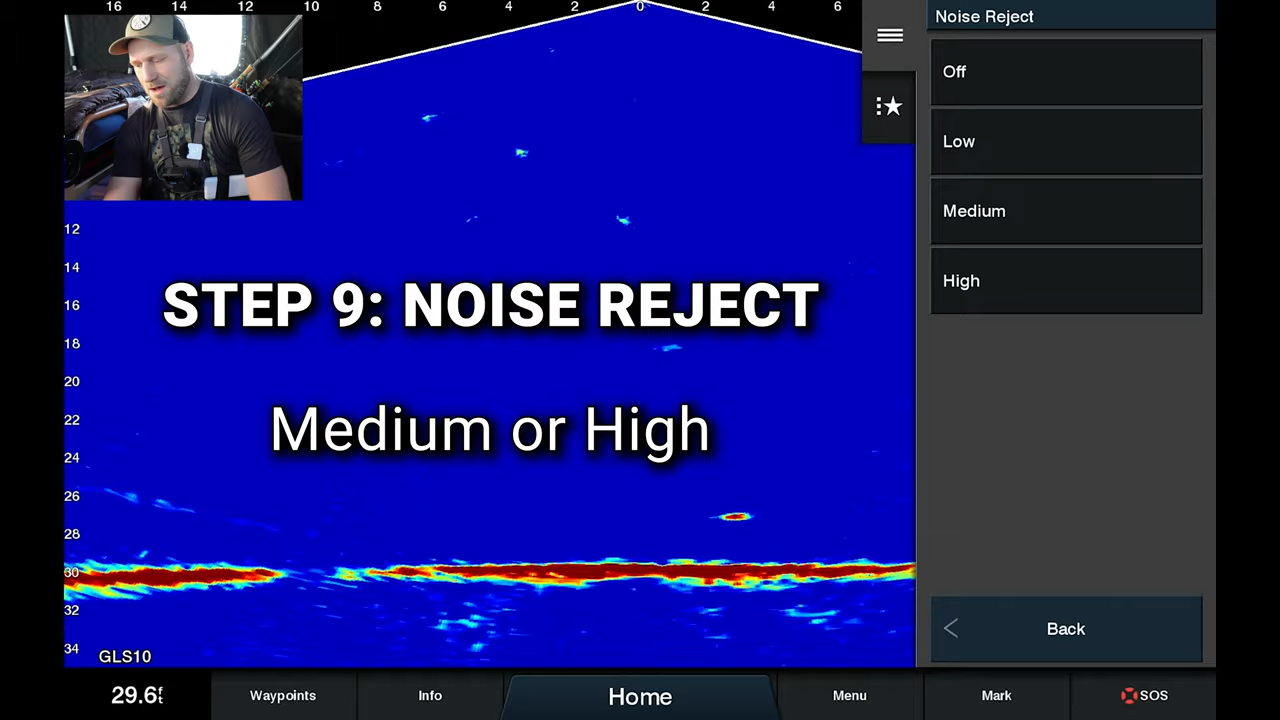 16 14 12 10 8 6 4 2 0 2 4 6
Noise Reject
Off
Low
Medium
High
12
14
16
18
20
22
24
26
28
30
32
34
STEP 9: NOISE REJECT
Medium or High
GLS10
Back
29.6ft
Waypoints
Info
Home
Menu
Mark
SOS